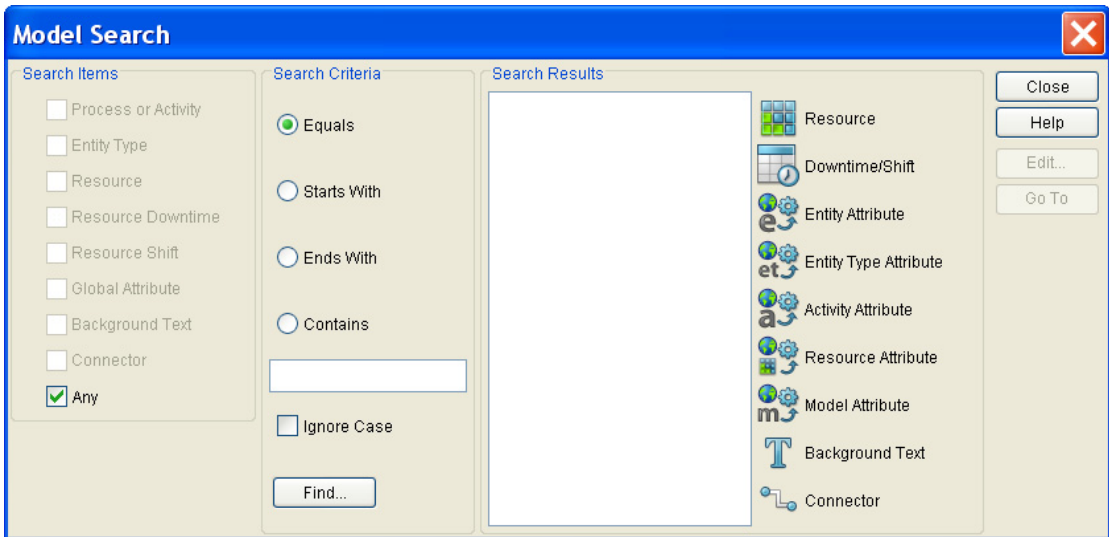 Model Search
Search Items
Process or Activity
Entity Type
Resource
Resource Downtime
Resource Shift
Global Attribute
Background Text
Connector
Any
Search Criteria
Equals
Starts With
Ends With
Contains
Ignore Case
Find...
Search Results
Resource
Downtime/Shift
Entity Attribute
Entity Type Attribute
Activity Attribute
Resource Attribute
Model Attribute
Background Text
Connector
Close
Help
Edit...
Go To